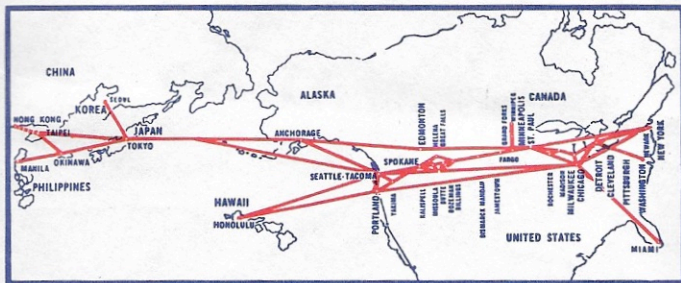 CHINA
KOREA
SEOUL
HONG KONG
TAIPEI
JAPAN
TOKYO
OKINAWA
MANILA
PHILIPPINES
ALASKA
ANCHORAGE
HAWAII
HONOLULU
SEATTLE-TACOMA
PORTLAND
YAKIMA
SPOKANE
EDMONTON
HELENA
GREAT FALLS
KALISPELL
MISSOULA
BUTTE
BOZEMAN
BILLINGS
BISMARCK MANDAN
JAMESTOWN
FARGO
GRAND FORKS
WINNIPEG
MINNEAPOLIS
ST. PAUL
CANADA
ROCHESTER
MADISON
MILWAUKEE
CHICAGO
DETROIT
CLEVELAND
PITTSBURGH
WASHINGTON
NEWARK
NEW YORK
UNITED STATES
MIAMI